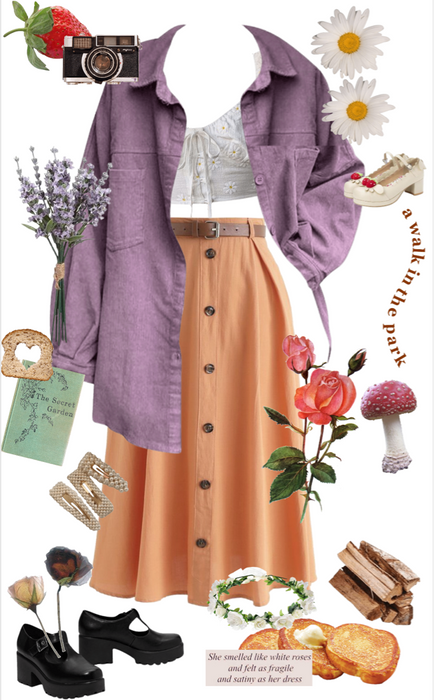 a walk in the park
The Secret
Garden
She smelled like white roses
and felt as fragile
and satiny as her dress